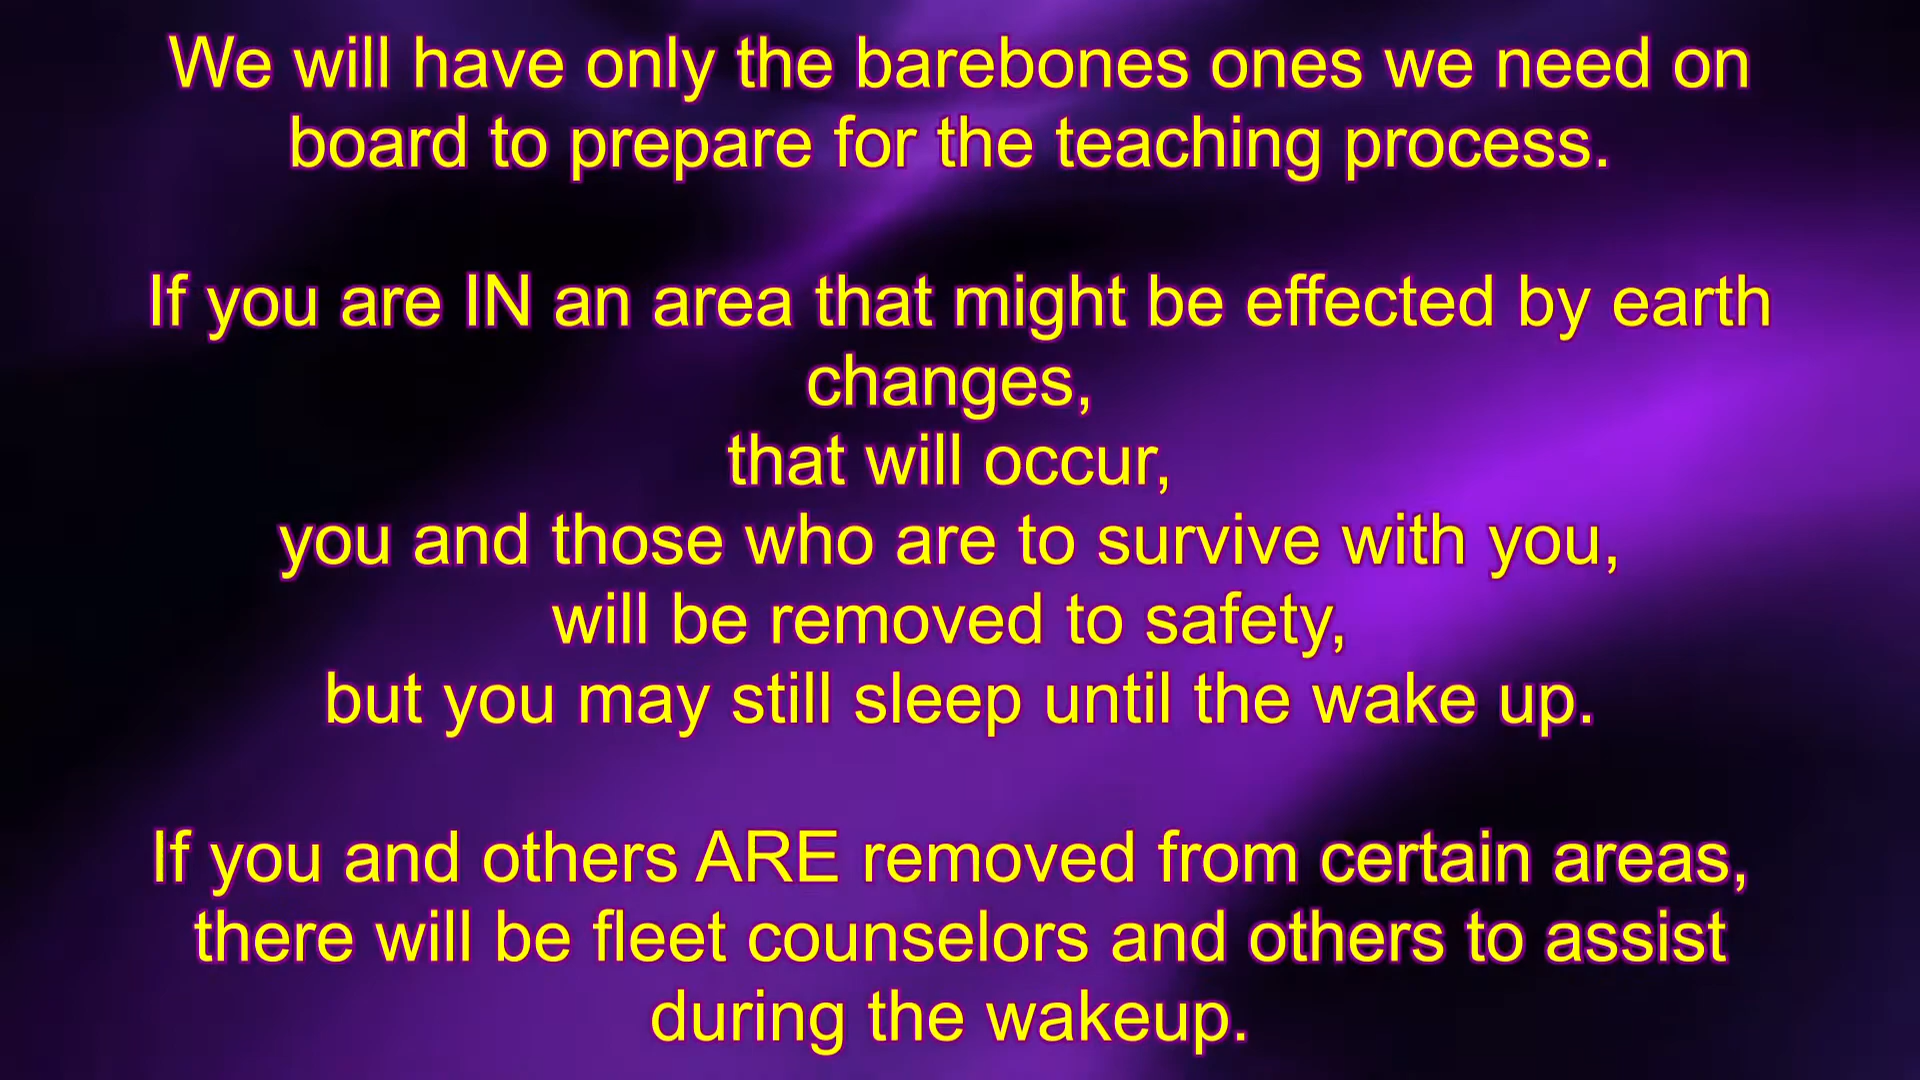 We will have only the barebones ones we need on
board to prepare for the teaching process.
If you are IN an area that might be effected by earth
changes,
that will occur,
you and those who are to survive with you,
will be removed to safety,
but you may still sleep until the wake up.
If you and others ARE removed from certain areas,
there will be fleet counselors and others to assist
during the wakeup.